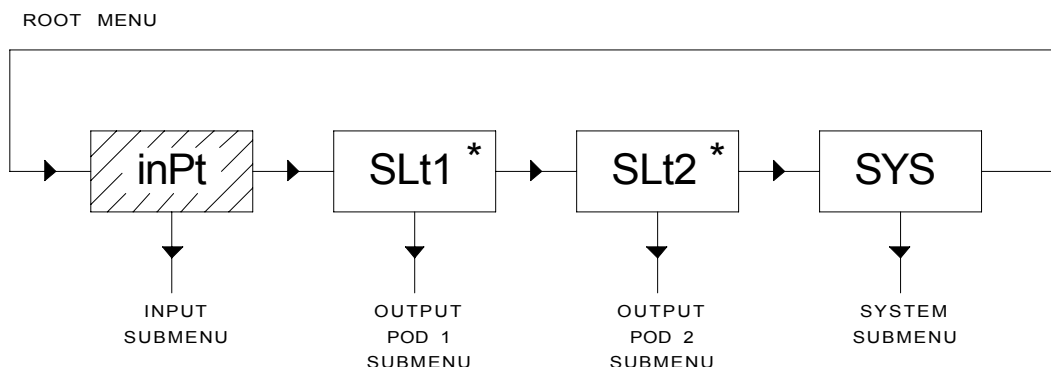 ROOT MENU
inPt
SLt1 *
SLt2 *
SYS
INPUT
SUBMENU
OUTPUT
POD 1
SUBMENU
OUTPUT
POD 2
SUBMENU
SYSTEM
SUBMENU